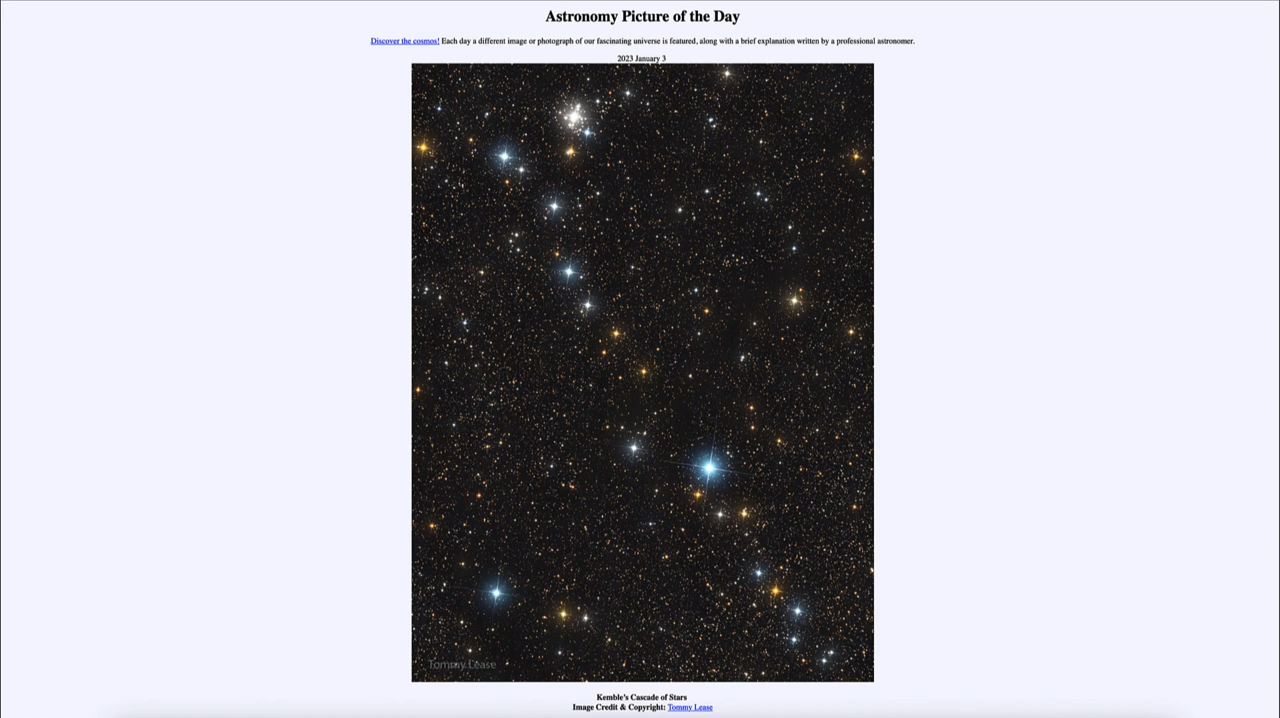 Astronomy Picture of the Day
Discover the cosmos! Each day a different image or photograph of our fascinating universe is featured, along with a brief explanation written by a professional astronomer.
2023 January 3
Tommy Lease
Kemble's Cascade of Stars
Image Credit & Copyright: Tommy Lease